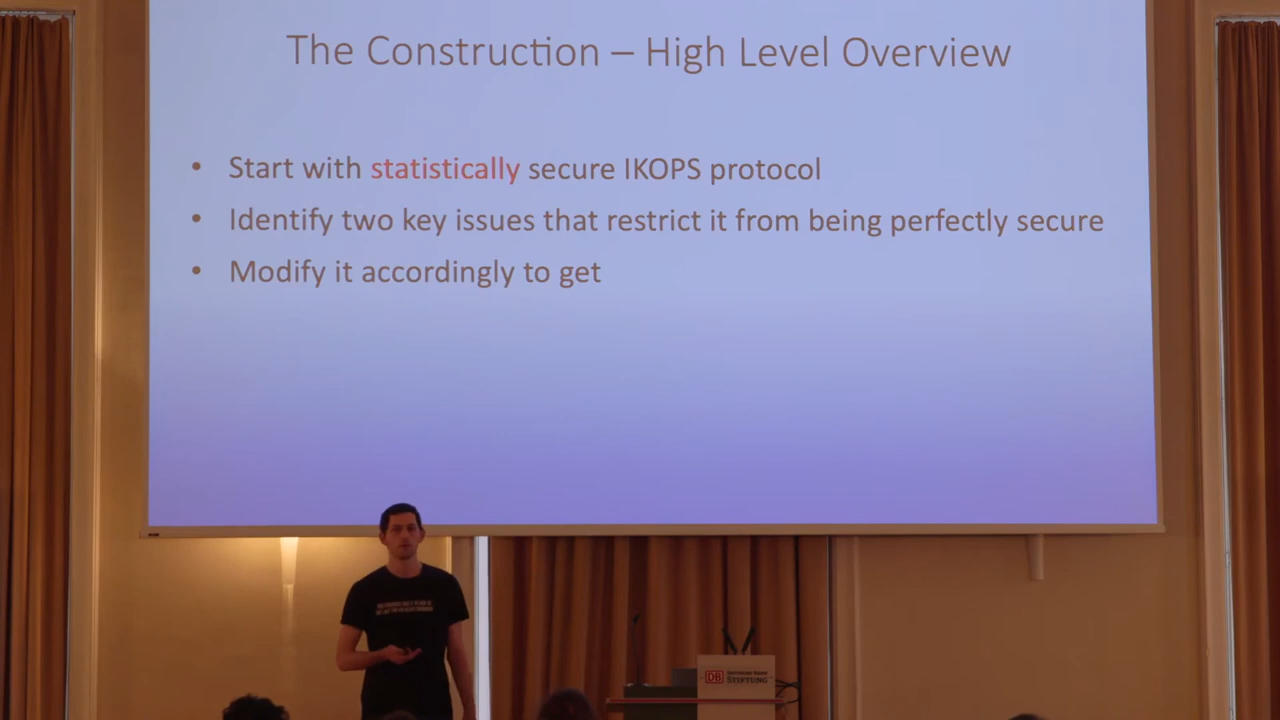 The Construction – High Level Overview
• Start with statistically secure IKOPS protocol
• Identify two key issues that restrict it from being perfectly secure
• Modify it accordingly to get
DB
STIFTUNG